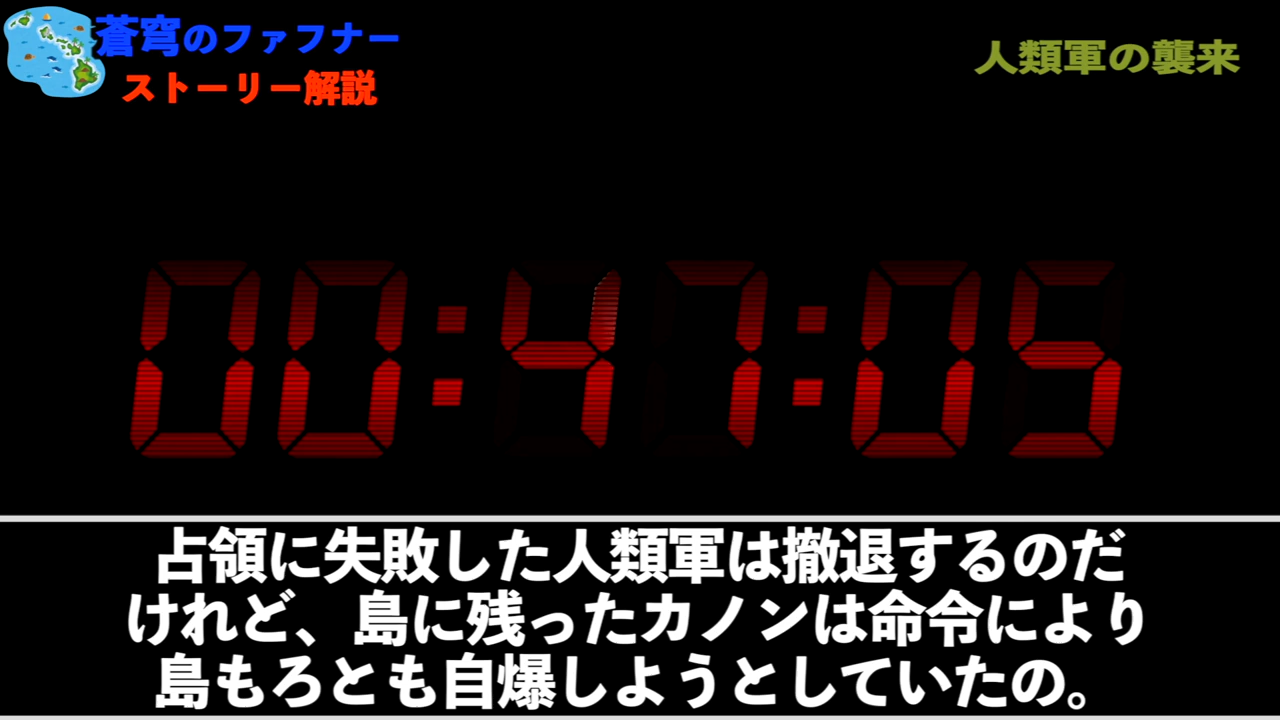 蒼穹のファフナー
ストーリー解説
人類軍の襲来
00:47:05
占領に失敗した人類軍は撤退するのだ
けれど、島に残ったカノンは命令により
島もろとも自爆しようとしていたの。